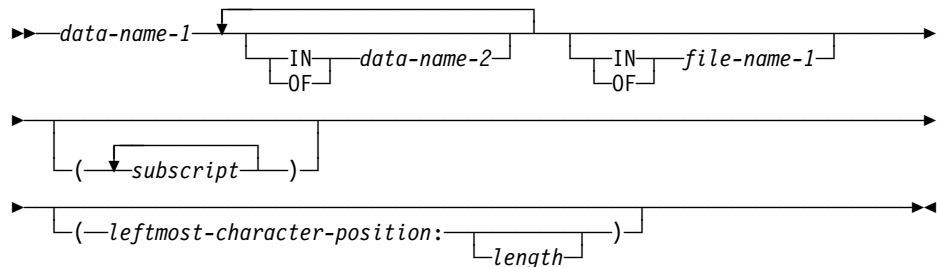 data-name-1
IN data-name-2 IN file-name-1
OF OF
( subscript )
( leftmost-character-position: )
length